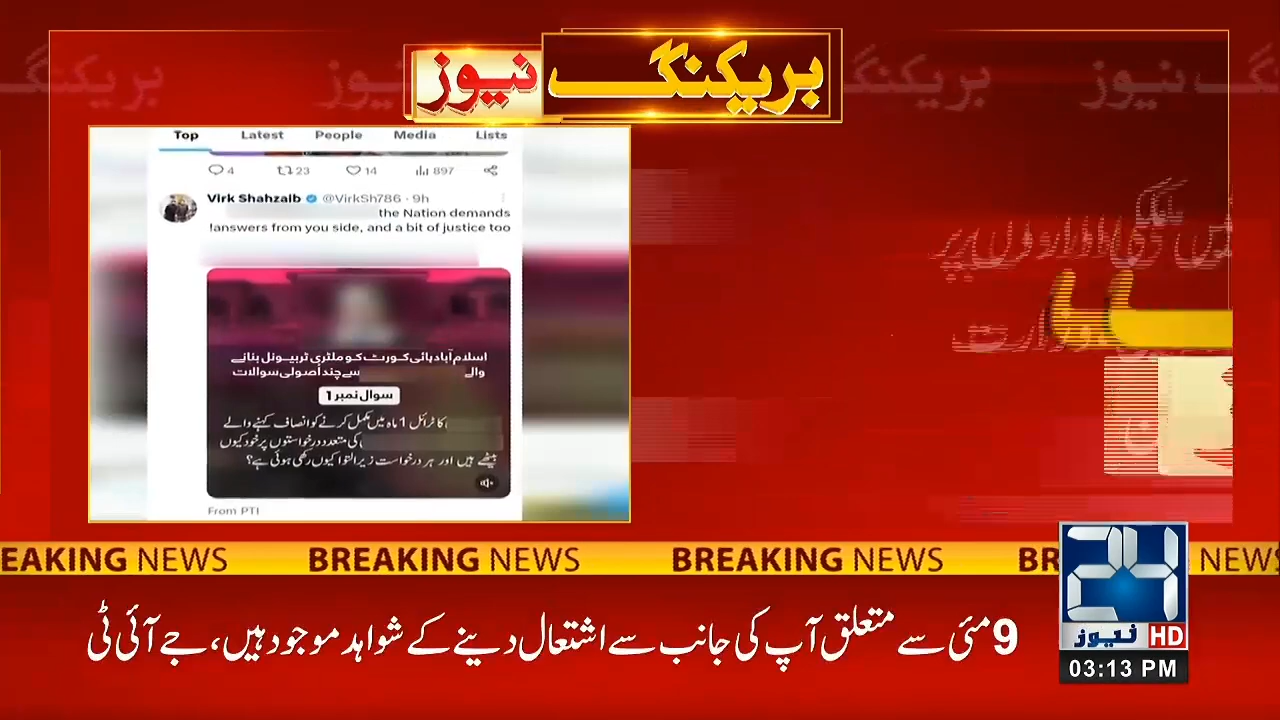 بریکنگ نیوز
Top Latest People Media Lists
4 23 14 897
Virk Shahzaib @VirkSh786 · 9h
the Nation demands
!answers from you side, and a bit of justice too
اسلام آباد ہائی کورٹ کو ملٹری ٹریبیونل بنانے
والے سے چند اصولی سوالات
سوال نمبر 1
کا ٹرائل 1 ماہ میں مکمل کرنے کو انصاف کہنے والے
کی متعدد درخواستوں پر خود کیوں
بیٹھے ہیں اور ہر درخواست زیر التوا کیوں رکھی ہوئی ہے؟
From PTI
EAKING NEWS BREAKING NEWS BREAKING NEWS BR NEWS
9 مئی سے متعلق آپ کی جانب سے اشتعال دینے کے شواہد موجود ہیں، جے آئی ٹی
24
نیوز HD
03:13 PM